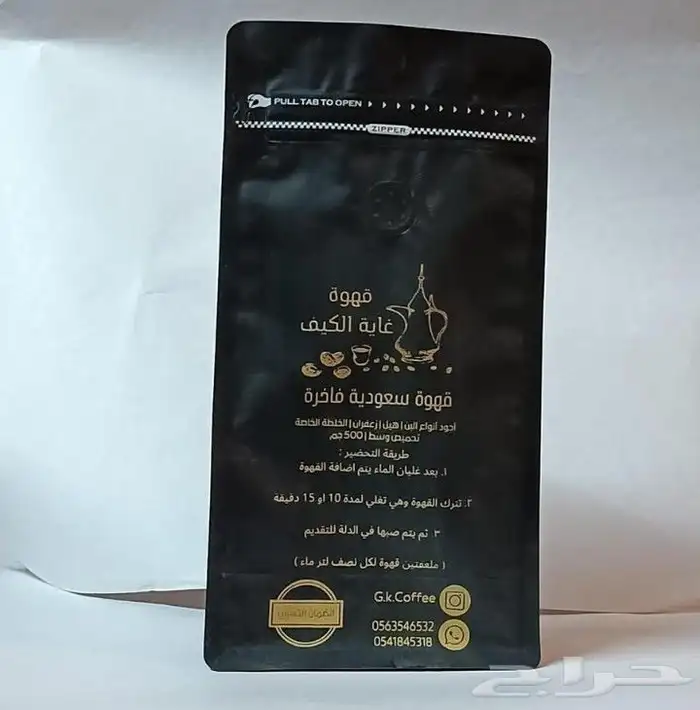 PULL TAB TO OPEN
ZIPPER
قهوة
غاية الكيف
قهوة سعودية فاخرة
اجود أنواع البن | هيل | زعفران | الخلطة الخاصة
تحميص وسط | 500 جم
طريقة التحضير :
١. بعد غليان الماء يتم اضافة القهوة
٢. تترك القهوة وهي تغلي لمدة 10 او 15 دقيقة
٣ ثم يتم صبها في الدلة للتقديم
( ملعقتين قهوة لكل نصف لتر ماء )
G.k.Coffee
الضمان الذهبي
0563546532
0541845318
حراج